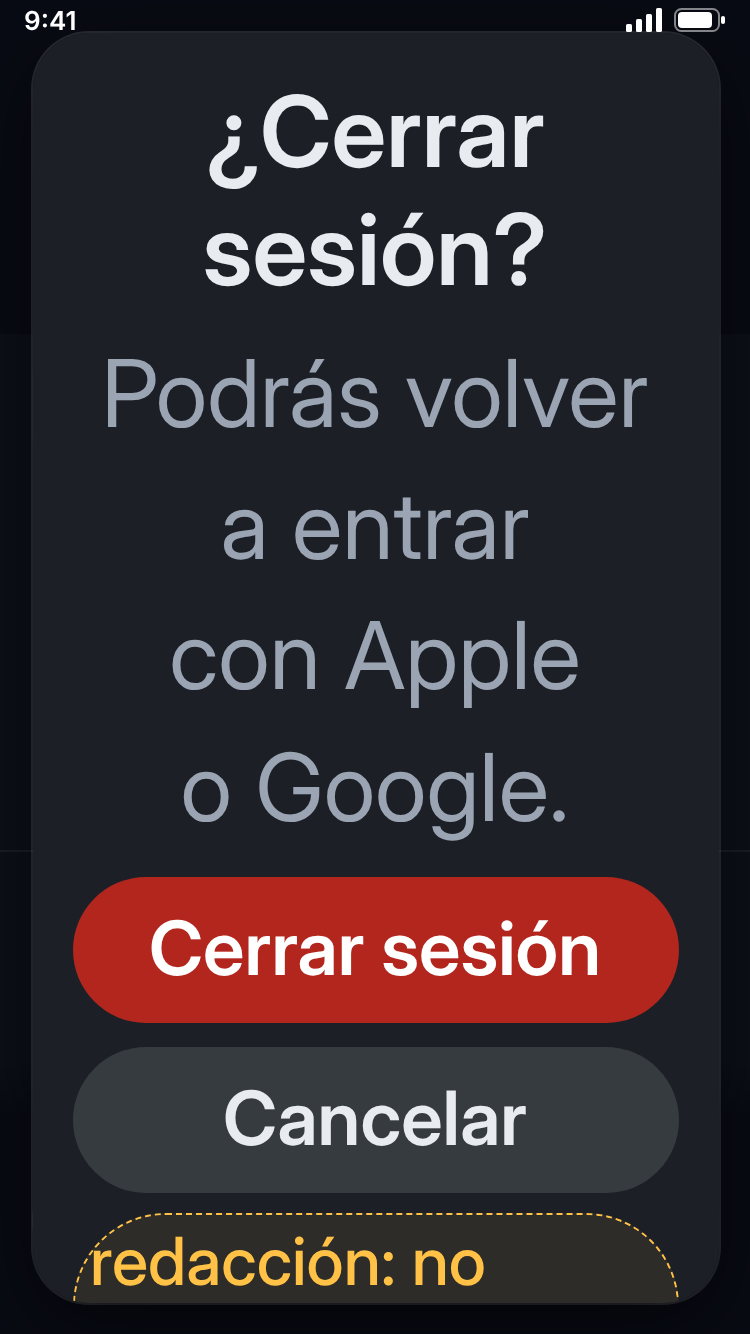 9:41
¿Cerrar
sesión?
Podrás volver
a entrar
con Apple
o Google.
Cerrar sesión
Cancelar
redacción: no